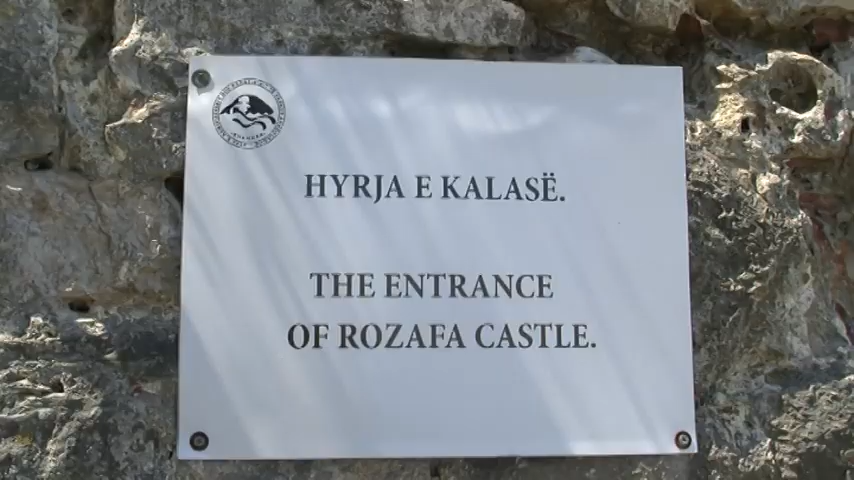 HYRJA E KALASË.
THE ENTRANCE
OF ROZAFA CASTLE.